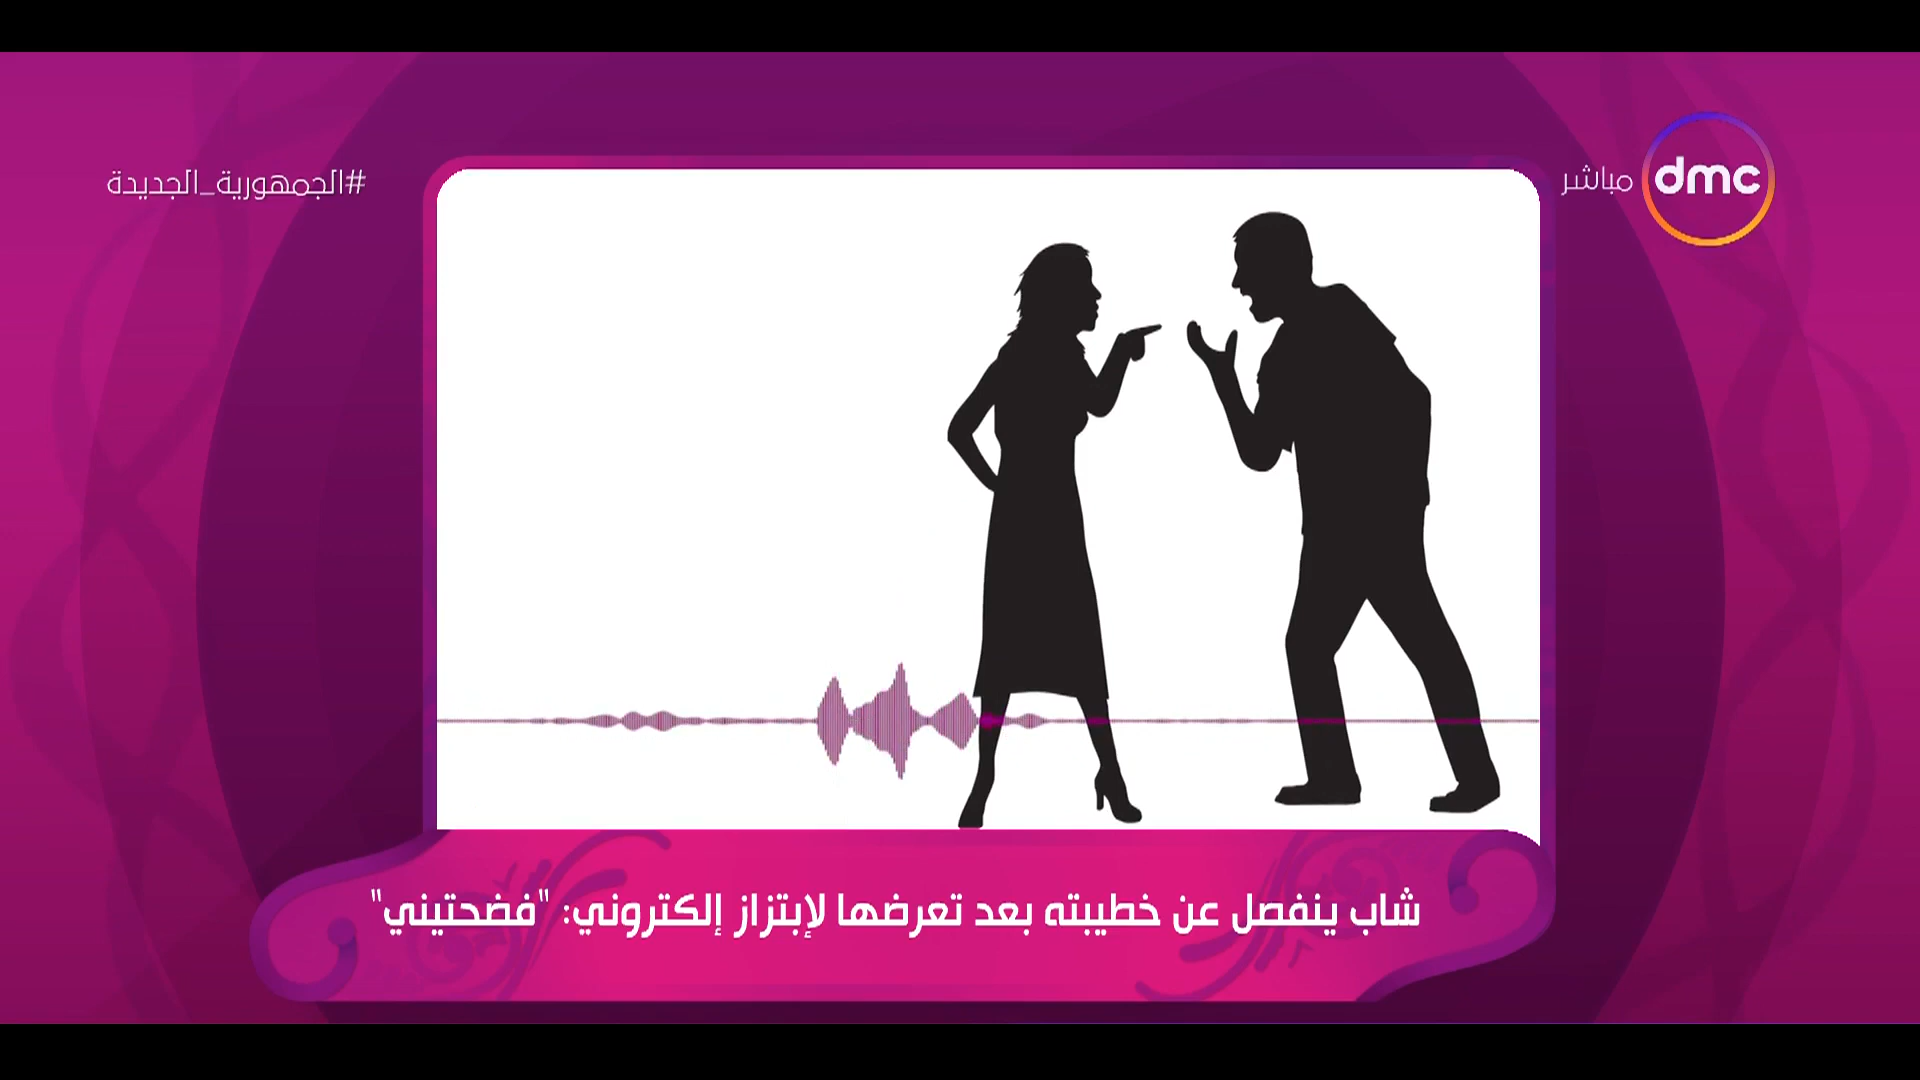 #الجمهورية_الجديدة
مباشر
dmc
شاب ينفصل عن خطيبته بعد تعرضها لإبتزاز إلكتروني: "فضحتيني"